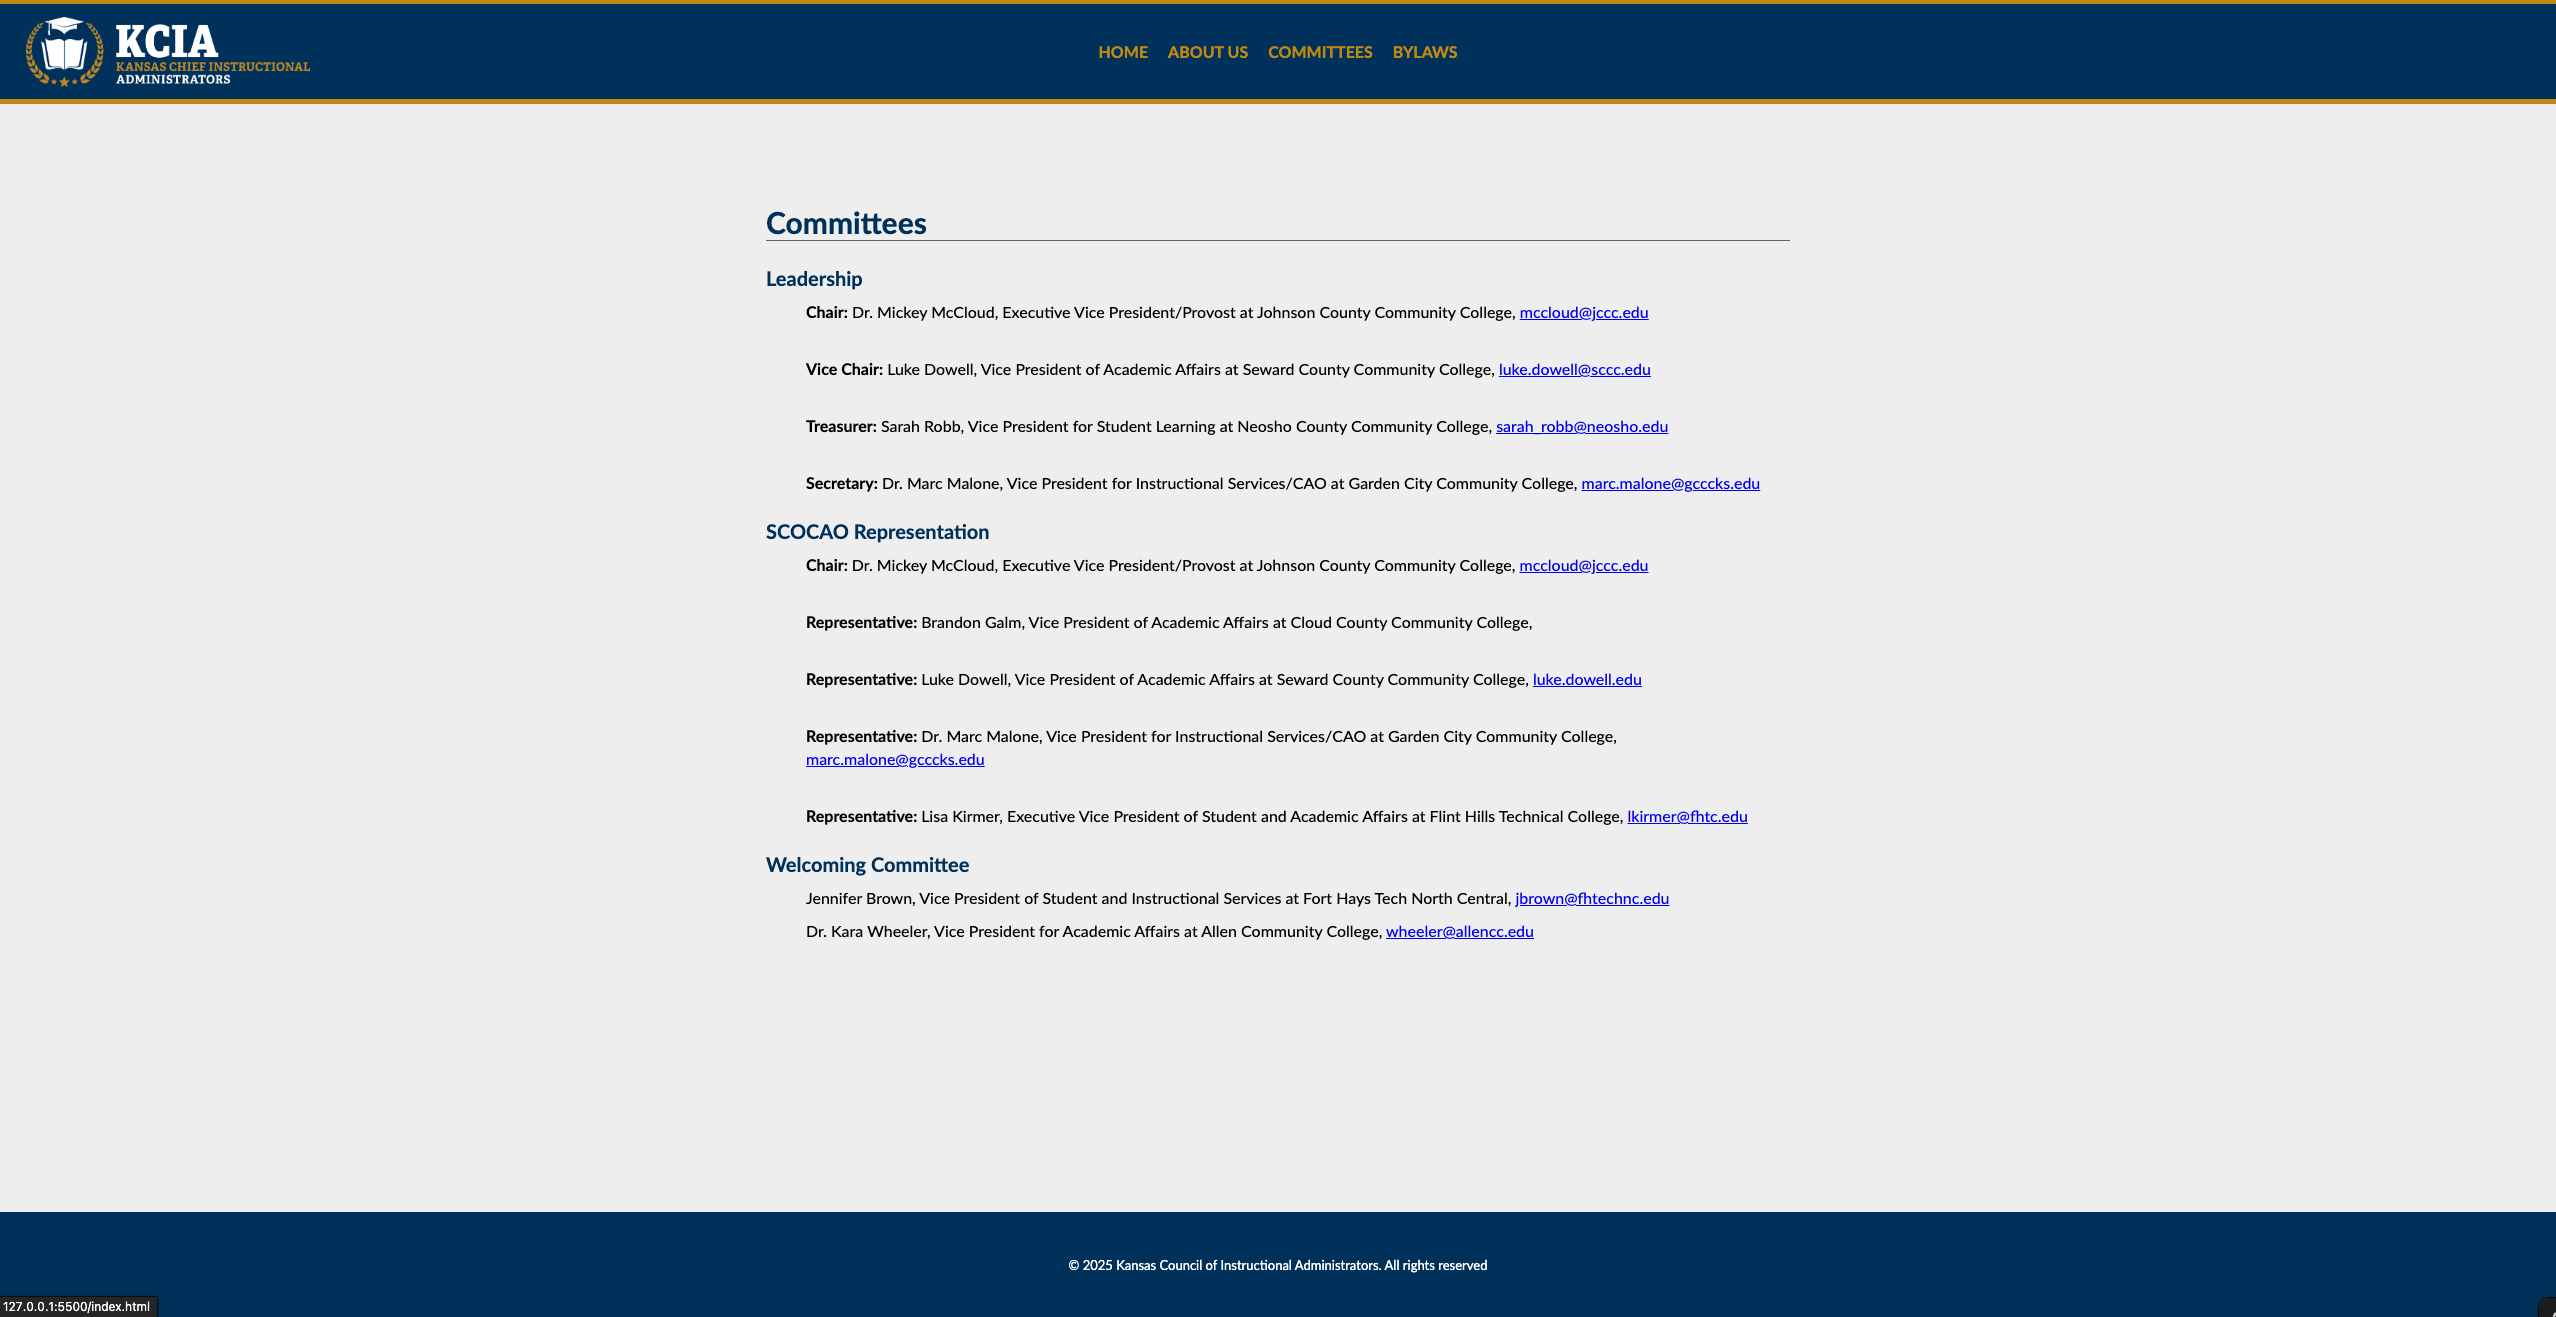 KCIA
KANSAS CHIEF INSTRUCTIONAL
ADMINISTRATORS
HOME ABOUT US COMMITTEES BYLAWS
Committees
Leadership
Chair: Dr. Mickey McCloud, Executive Vice President/Provost at Johnson County Community College, mccloud@jccc.edu
Vice Chair: Luke Dowell, Vice President of Academic Affairs at Seward County Community College, luke.dowell@sccc.edu
Treasurer: Sarah Robb, Vice President for Student Learning at Neosho County Community College, sarah_robb@neosho.edu
Secretary: Dr. Marc Malone, Vice President for Instructional Services/CAO at Garden City Community College, marc.malone@gcccks.edu
SCOCAO Representation
Chair: Dr. Mickey McCloud, Executive Vice President/Provost at Johnson County Community College, mccloud@jccc.edu
Representative: Brandon Galm, Vice President of Academic Affairs at Cloud County Community College,
Representative: Luke Dowell, Vice President of Academic Affairs at Seward County Community College, luke.dowell.edu
Representative: Dr. Marc Malone, Vice President for Instructional Services/CAO at Garden City Community College,
marc.malone@gcccks.edu
Representative: Lisa Kirmer, Executive Vice President of Student and Academic Affairs at Flint Hills Technical College, lkirmer@fhtc.edu
Welcoming Committee
Jennifer Brown, Vice President of Student and Instructional Services at Fort Hays Tech North Central, jbrown@fhtechnc.edu
Dr. Kara Wheeler, Vice President for Academic Affairs at Allen Community College, wheeler@allencc.edu
© 2025 Kansas Council of Instructional Administrators. All rights reserved
127.0.0.1:5500/index.html